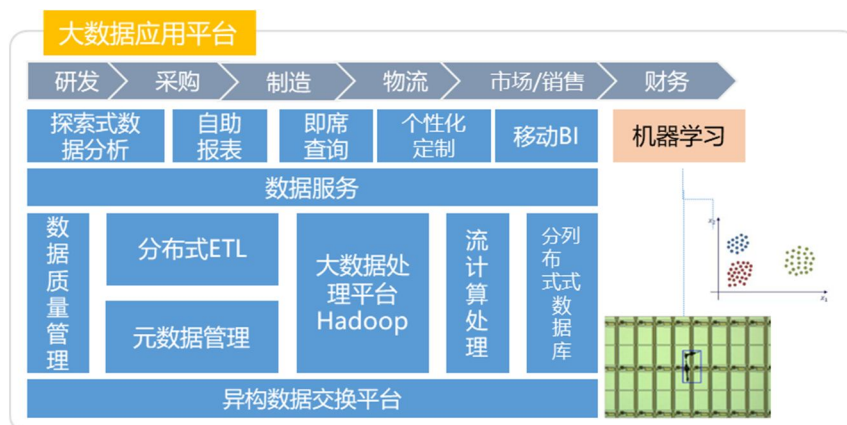 大数据应用平台
研发
采购
制造
物流
市场/销售
财务
探索式数
据分析
自助
报表
即席
查询
个性化
定制
移动BI
机器学习
数据服务
数据质量管理
分布式ETL
元数据管理
大数据处
理平台
Hadoop
流计算处理
分列
布
式式
数
据
库
x₂
x₁
异构数据交换平台